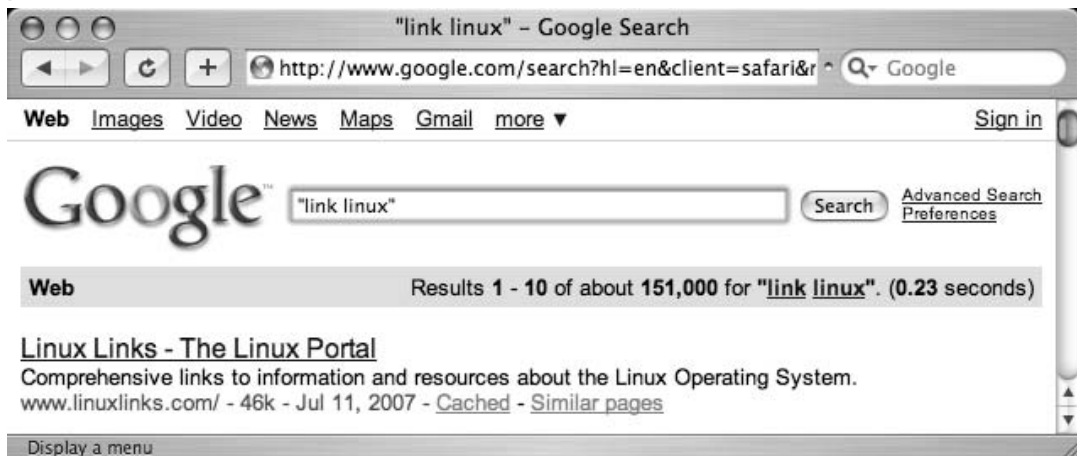 "link linux" – Google Search
http://www.google.com/search?hl=en&client=safari&r Google
Web Images Video News Maps Gmail more ▼ Sign in
Google™ "link linux" Search Advanced Search
Preferences
Web Results 1 - 10 of about 151,000 for "link linux". (0.23 seconds)
Linux Links - The Linux Portal
Comprehensive links to information and resources about the Linux Operating System.
www.linuxlinks.com/ - 46k - Jul 11, 2007 - Cached - Similar pages
Display a menu